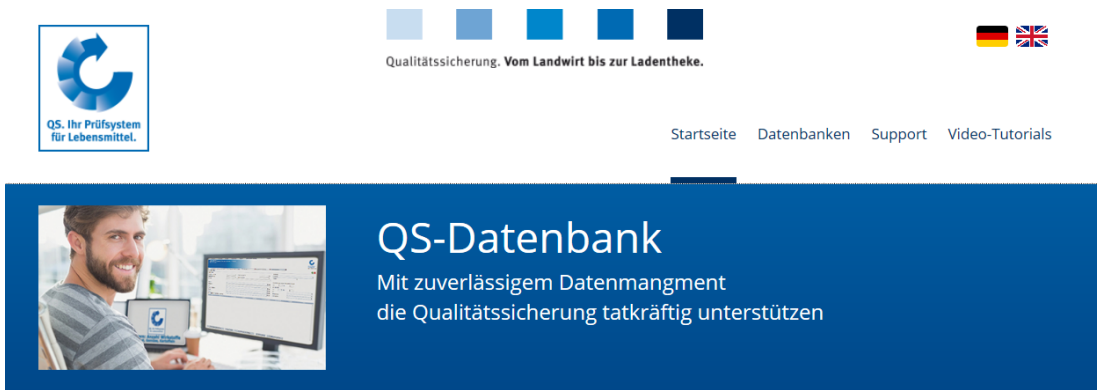 QS. Ihr Prüfsystem
für Lebensmittel.
Qualitätssicherung. Vom Landwirt bis zur Ladentheke.
Startseite Datenbanken Support Video-Tutorials
QS-Datenbank
Mit zuverlässigem Datenmangment
die Qualitätssicherung tatkräftig unterstützen